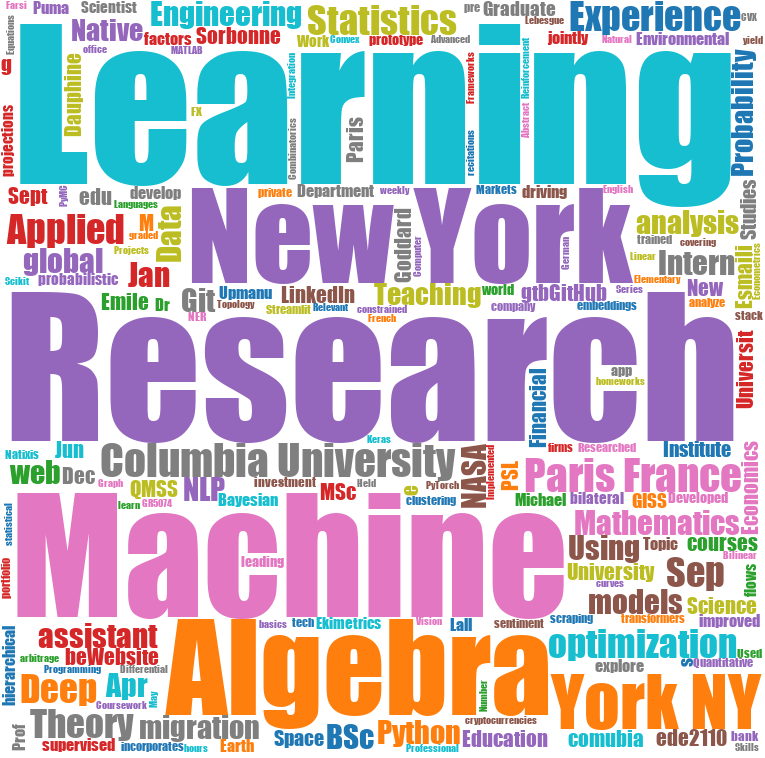 Farsi
Puma
Scientist
Engineering
Statistics
pre
Graduate
Experience
CVX
Lebesgue
Equations
Native
factors
Sorbonne
Work
Convex
prototype
Advanced
jointly
Natural
Environmental
yield
office
MATLAB
g
Learning
Dauphine
FX
Integration
Combinatorics
Paris
Frameworks
recitations
Reinforcement
Abstract
Probability
projections
Sept
PyMC
edu
develop
Languages
private
Department
weekly
Markets
driving
English
Studies
Applied
M
graded
Data
New York
Goddard
Computer
German
analysis
trained
covering
global
probabilistic
Projects
Jan
Linear
Intern
Esmaili
Econometrics
Elementary
Scikit
Emile
Dr
Git
Upmanu
Topology
LinkedIn
Teaching
world
gtbGitHub
Series
New
analyze
NER
Streamlit
Relevant
constrained
French
company
embeddings
stack
Research
Financial
app
homeworks
Universit
Natixis
Jun
Columbia University
Keras
NASA
Implemented
firms
Researched
Institute
Economics
web
Dec
Graph
QMSS
NLP
investment
MSc
Held
e
PyTorch
PSL
Paris France
learn
GR5074
Bayesian
clustering
Michael
bilateral
GISS
Developed
statistical
Machine
leading
Mathematics
Using
Topic
courses
Bilinear
portfolio
University
curves
Sep
flows
models
Science
hierarchical
assistant
basics
tech
Ekimetrics
Vision
Lall
sentiment
scraping
transformers
improved
arbitrage
beWebsite
Algebra
optimization
Used
Programming
Differential
explore
s
Quantitative
Deep
Apr
Coursework
May
Number
York NY
Prof
Theory
migration
cryptocurrencies
supervised
incorporates
hours
Earth
Space
BSc
Python
Professional
Education
comubia
ede2110
bank
Skills